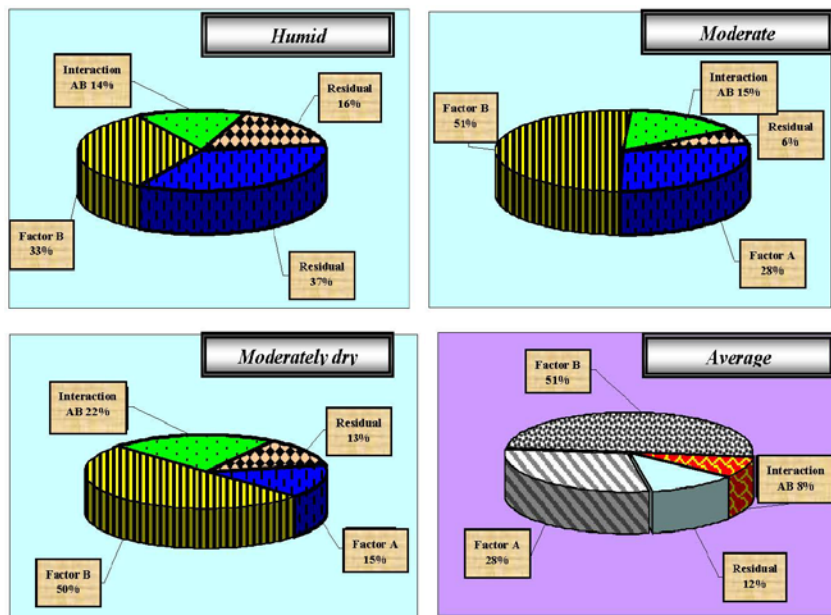 Humid
Interaction
AB 14%
Residual
16%
Factor B
33%
Residual
37%
Moderate
Interaction
AB 15%
Factor B
51%
Residual
6%
Factor A
28%
Moderately dry
Interaction
AB 22%
Residual
13%
Factor B
50%
Factor A
15%
Average
Factor B
51%
Interaction
AB 8%
Factor A
28%
Residual
12%